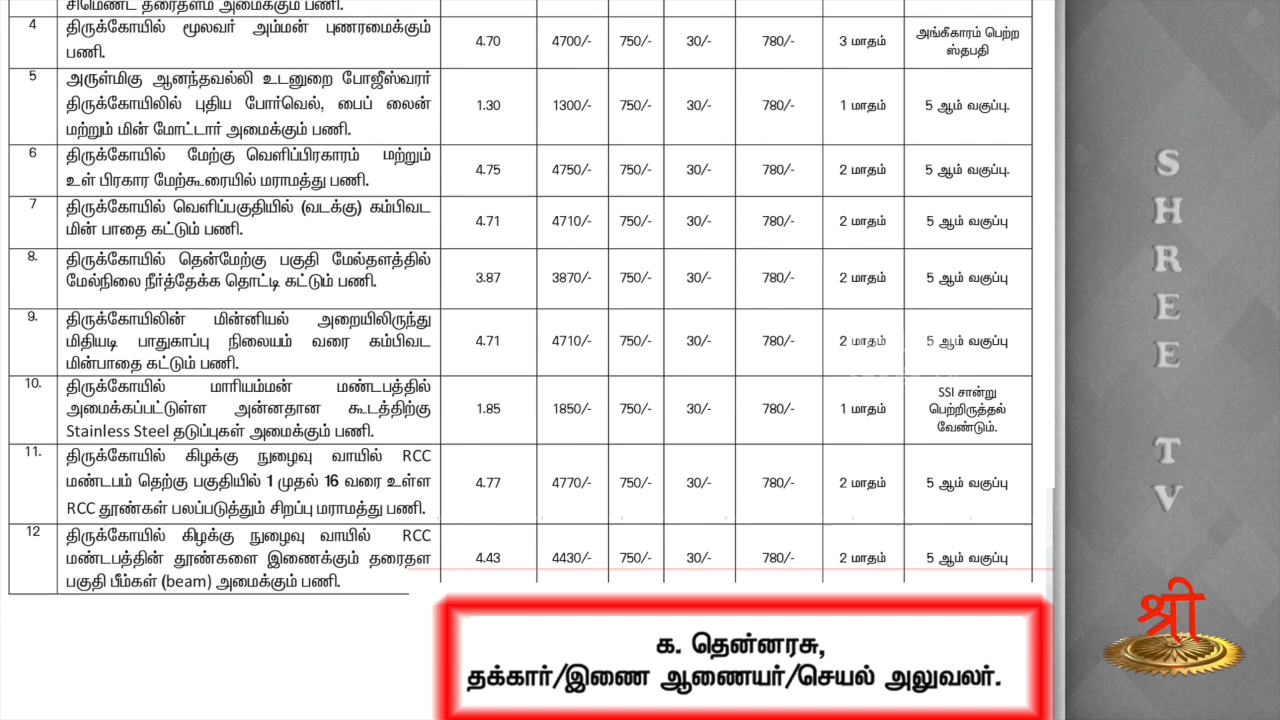 சிமெண்ட் தரைதளம் அமைக்கும் பணி.
4 திருக்கோயில் மூலவர் அம்மன் புணரமைக்கும் 4.70 4700/- 750/- 30/- 780/- 3 மாதம் அங்கீகாரம் பெற்ற
பணி. ஸ்தபதி
5 அருள்மிகு ஆனந்தவல்லி உடனுறை போஜீஸ்வரர்
திருக்கோயிலில் புதிய போர்வெல், பைப் லைன் 1.30 1300/- 750/- 30/- 780/- 1 மாதம் 5 ஆம் வகுப்பு.
மற்றும் மின் மோட்டார் அமைக்கும் பணி.
6 திருக்கோயில் மேற்கு வெளிப்பிரகாரம் மற்றும் 4.75 4750/- 750/- 30/- 780/- 2 மாதம் 5 ஆம் வகுப்பு.
உள் பிரகார மேற்கூரையில் மராமத்து பணி.
7 திருக்கோயில் வெளிப்பகுதியில் (வடக்கு) கம்பிவட 4.71 4710/- 750/- 30/- 780/- 2 மாதம் 5 ஆம் வகுப்பு
மின் பாதை கட்டும் பணி.
8. திருக்கோயில் தென்மேற்கு பகுதி மேல்தளத்தில் 3.87 3870/- 750/- 30/- 780/- 2 மாதம் 5 ஆம் வகுப்பு
மேல்நிலை நீர்த்தேக்க தொட்டி கட்டும் பணி.
9. திருக்கோயிலின் மின்னியல் அறையிலிருந்து
மிதியடி பாதுகாப்பு நிலையம் வரை கம்பிவட 4.71 4710/- 750/- 30/- 780/- 2 மாதம் 5 ஆம் வகுப்பு
மின்பாதை கட்டும் பணி.
10. திருக்கோயில் மாரியம்மன் மண்டபத்தில் SSI சான்று
அமைக்கப்பட்டுள்ள அன்னதான கூடத்திற்கு 1.85 1850/- 750/- 30/- 780/- 1 மாதம் பெற்றிருத்தல்
Stainless Steel தடுப்புகள் அமைக்கும் பணி. வேண்டும்.
11. திருக்கோயில் கிழக்கு நுழைவு வாயில் RCC
மண்டபம் தெற்கு பகுதியில் 1 முதல் 16 வரை உள்ள 4.77 4770/- 750/- 30/- 780/- 2 மாதம் 5 ஆம் வகுப்பு
RCC தூண்கள் பலப்படுத்தும் சிறப்பு மராமத்து பணி.
12 திருக்கோயில் கிழக்கு நுழைவு வாயில் RCC
மண்டபத்தின் தூண்களை இணைக்கும் தரைதள 4.43 4430/- 750/- 30/- 780/- 2 மாதம் 5 ஆம் வகுப்பு
பகுதி பீம்கள் (beam) அமைக்கும் பணி.
க. தென்னரசு,
தக்கார்/இணை ஆணையர்/செயல் அலுவலர்.
SHREE TV
श्री